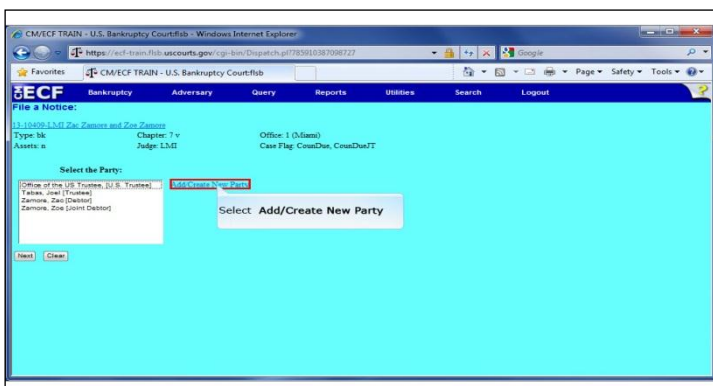 CM/ECF TRAIN - U.S. Bankruptcy Court:flsb - Windows Internet Explorer
https://ecf-train.flsb.uscourts.gov/cgi-bin/Dispatch.pl?785910387098727
Google
Favorites CM/ECF TRAIN - U.S. Bankruptcy Court:flsb Page Safety Tools
ECF Bankruptcy Adversary Query Reports Utilities Search Logout ?
File a Notice:
13-10409-LMI Zac Zamore and Zoe Zamore
Type: bk Chapter: 7 v Office: 1 (Miami)
Assets: n Judge: LMI Case Flag: CounDue, CounDueJT
Select the Party:
Office of the US Trustee, [U.S. Trustee] Add/Create New Party
Tabas, Joel [Trustee]
Zamora, Zac [Debtor]
Zamora, Zoe [Joint Debtor]
Select Add/Create New Party
Next Clear